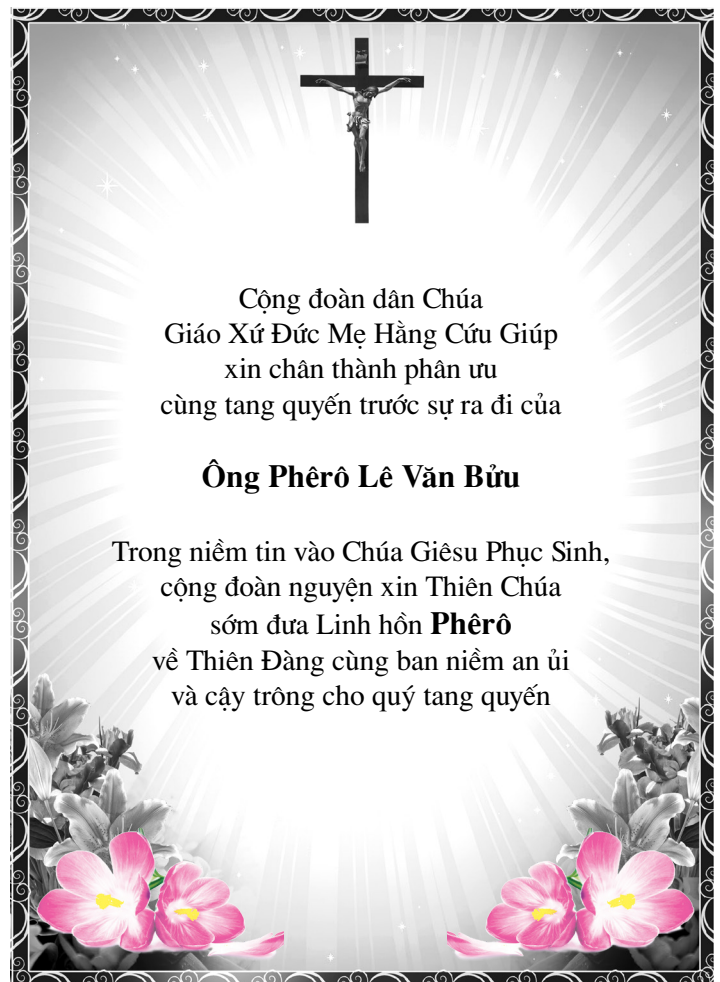 Cộng đoàn dân Chúa
Giáo Xứ Đức Mẹ Hằng Cứu Giúp
xin chân thành phân ưu
cùng tang quyến trước sự ra đi của
Ông Phêrô Lê Văn Bửu
Trong niềm tin vào Chúa Giêsu Phục Sinh,
cộng đoàn nguyện xin Thiên Chúa
sớm đưa Linh hồn Phêrô
về Thiên Đàng cùng ban niềm an ủi
và cậy trông cho quý tang quyến